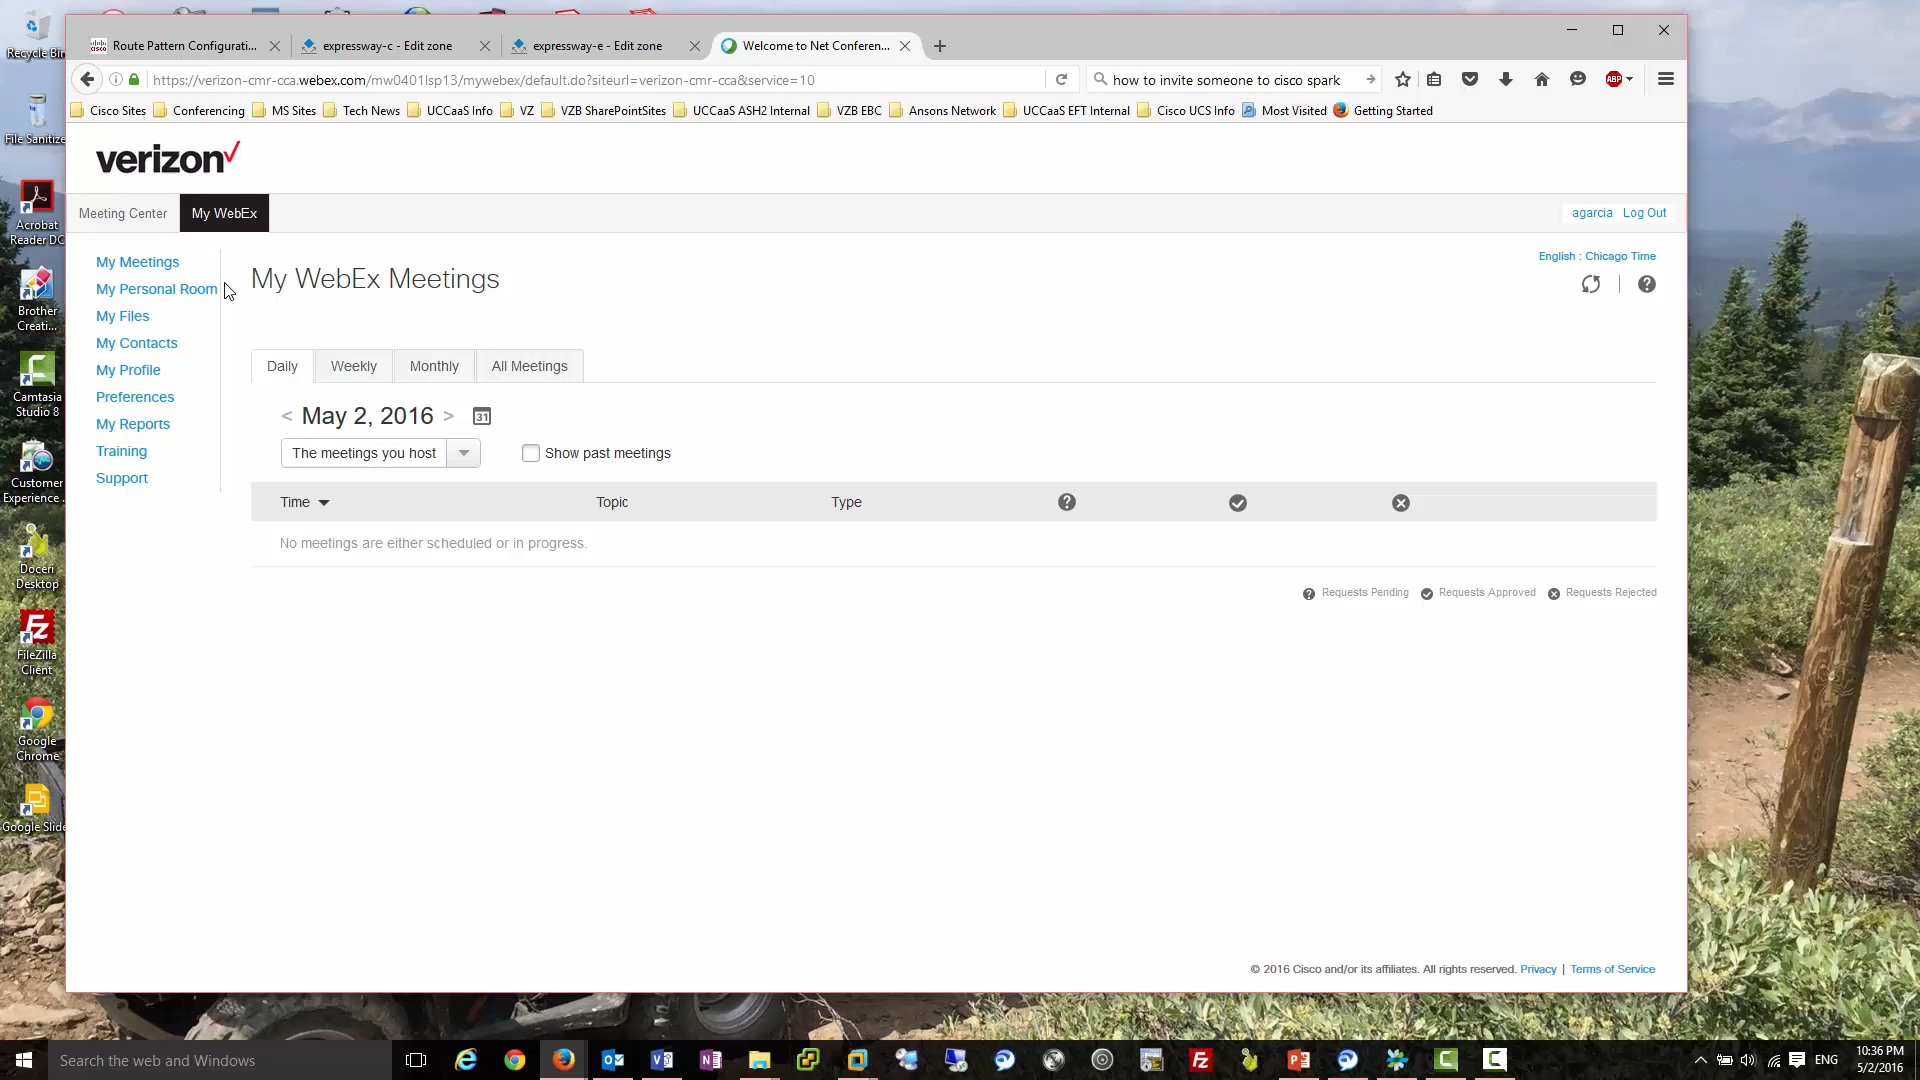 Recycle Bin
File Sanitize
Acrobat
Reader DC
Brother
Creati...
Camtasia
Studio 8
Customer
Experience .
Doceri
Desktop
FileZilla
Client
Google
Chrome
Google Slide
Route Pattern Configurati...
expressway-c - Edit zone
expressway-e - Edit zone
Welcome to Net Conferen...
https://verizon-cmr-cca.webex.com/mw0401lsp13/mywebex/default.do?siteurl=verizon-cmr-cca&service=10
how to invite someone to cisco spark
ABP
Cisco Sites
Conferencing
MS Sites
Tech News
UCCaaS Info
VZ
VZB SharePointSites
UCCaaS ASH2 Internal
VZB EBC
Ansons Network
UCCaaS EFT Internal
Cisco UCS Info
Most Visited
Getting Started
verizon
Meeting Center
My WebEx
agarcia
Log Out
My Meetings
My Personal Room
My Files
My Contacts
My Profile
Preferences
My Reports
Training
Support
English : Chicago Time
My WebEx Meetings
Daily
Weekly
Monthly
All Meetings
< May 2, 2016 >
31
The meetings you host
Show past meetings
Time
Topic
Type
No meetings are either scheduled or in progress.
Requests Pending
Requests Approved
Requests Rejected
© 2016 Cisco and/or its affiliates. All rights reserved. Privacy | Terms of Service
Search the web and Windows
ENG
10:36 PM
5/2/2016